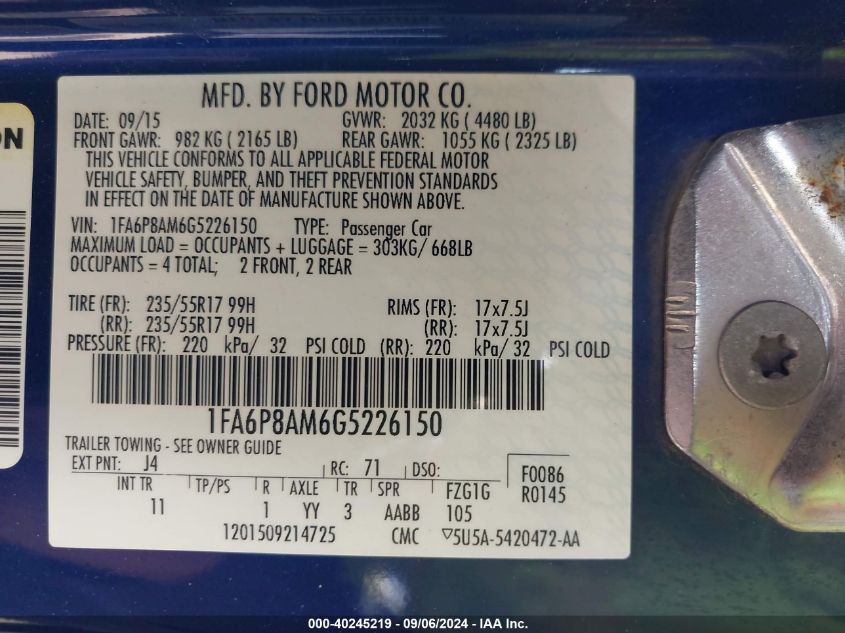 ON
MFD. BY FORD MOTOR CO.
DATE: 09/15 GVWR: 2032 KG ( 4480 LB)
FRONT GAWR: 982 KG ( 2165 LB) REAR GAWR: 1055 KG ( 2325 LB)
THIS VEHICLE CONFORMS TO ALL APPLICABLE FEDERAL MOTOR
VEHICLE SAFETY, BUMPER, AND THEFT PREVENTION STANDARDS
IN EFFECT ON THE DATE OF MANUFACTURE SHOWN ABOVE.
VIN: 1FA6P8AM6G5226150 TYPE: Passenger Car
MAXIMUM LOAD = OCCUPANTS + LUGGAGE = 303KG/ 668LB
OCCUPANTS = 4 TOTAL; 2 FRONT, 2 REAR
TIRE (FR): 235/55R17 99H RIMS (FR): 17x7.5J
(RR): 235/55R17 99H (RR): 17x7.5J
PRESSURE (FR): 220 kPa/ 32 PSI COLD (RR): 220 kPa/ 32 PSI COLD
1FA6P8AM6G5226150
TRAILER TOWING - SEE OWNER GUIDE
EXT PNT: J4 RC: 71 DSO: F0086
INT TR TP/PS R AXLE TR SPR FZG1G R0145
11 1 YY 3 AABB 105
1201509214725 CMC ▽5U5A-5420472-AA
000-40245219 - 09/06/2024 - IAA Inc.